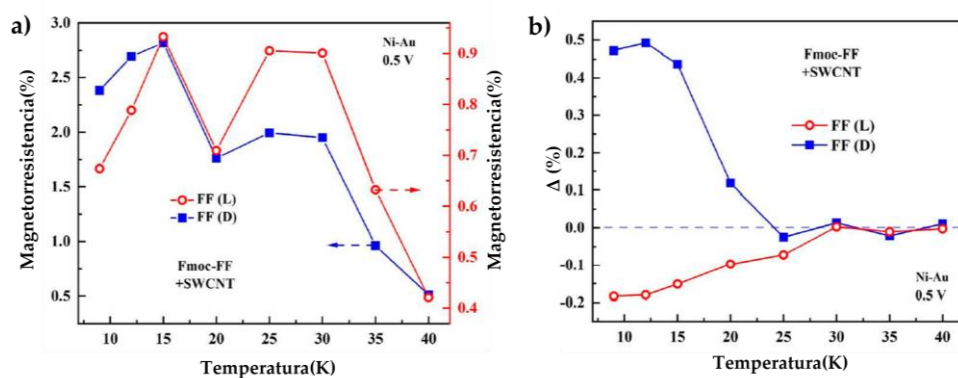 a)
Magnetorresistencia(%)
3.0
2.5
2.0
1.5
1.0
0.5
Ni-Au
0.5 V
FF (L)
FF (D)
Fmoc-FF
+SWCNT
0.9
0.8
0.7
0.6
0.5
0.4
Magnetorresistencia(%)
10 15 20 25 30 35 40
Temperatura(K)
b)
Δ (%)
0.5
0.4
0.3
0.2
0.1
0.0
-0.1
-0.2
Fmoc-FF
+SWCNT
FF (L)
FF (D)
Ni-Au
0.5 V
10 15 20 25 30 35 40
Temperatura(K)